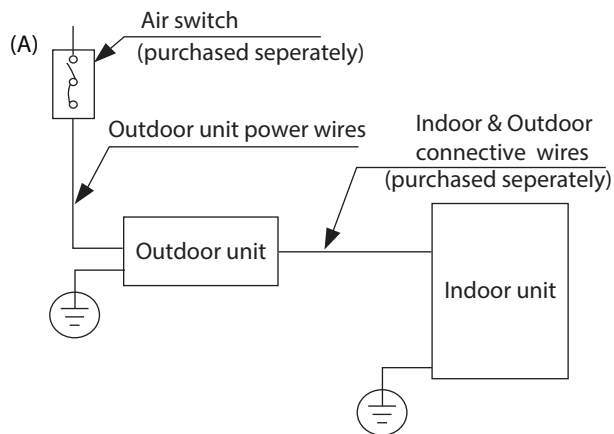 (A)
Air switch
(purchased seperately)
Outdoor unit power wires
Indoor & Outdoor
connective wires
(purchased seperately)
Outdoor unit
Indoor unit